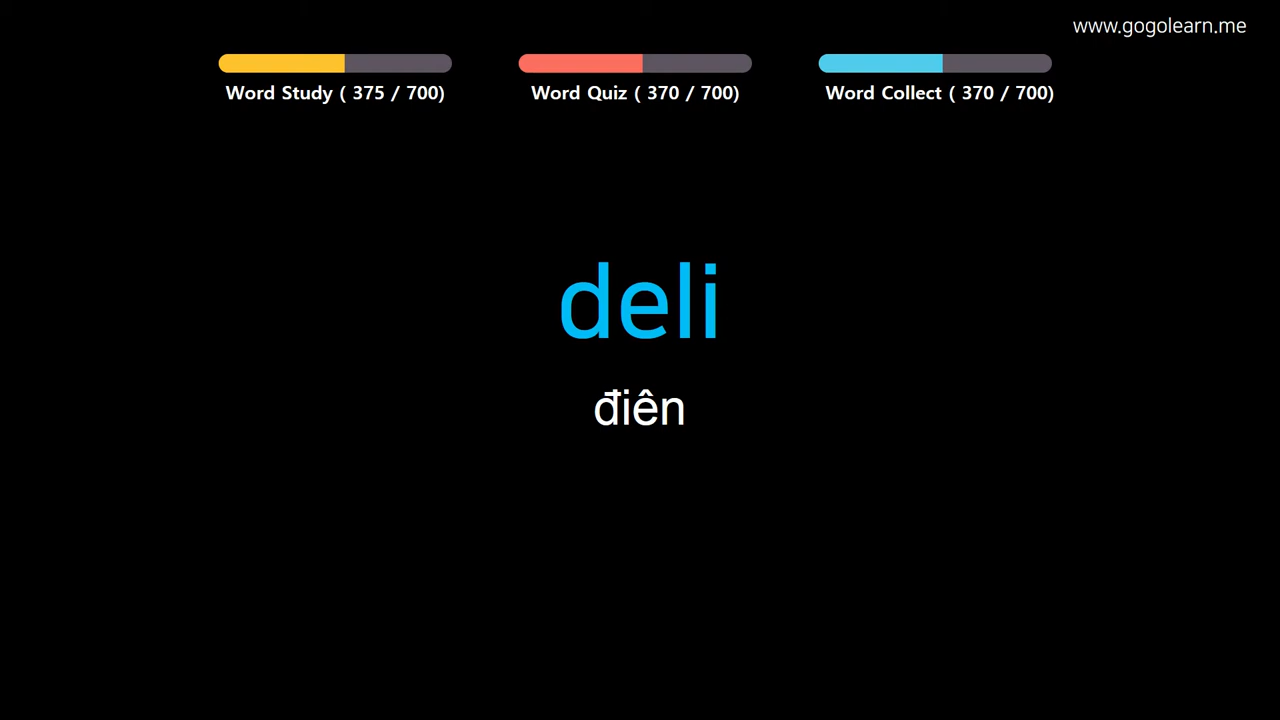 www.gogolearn.me
Word Study ( 375 / 700)
Word Quiz ( 370 / 700)
Word Collect ( 370 / 700)
deli
điên